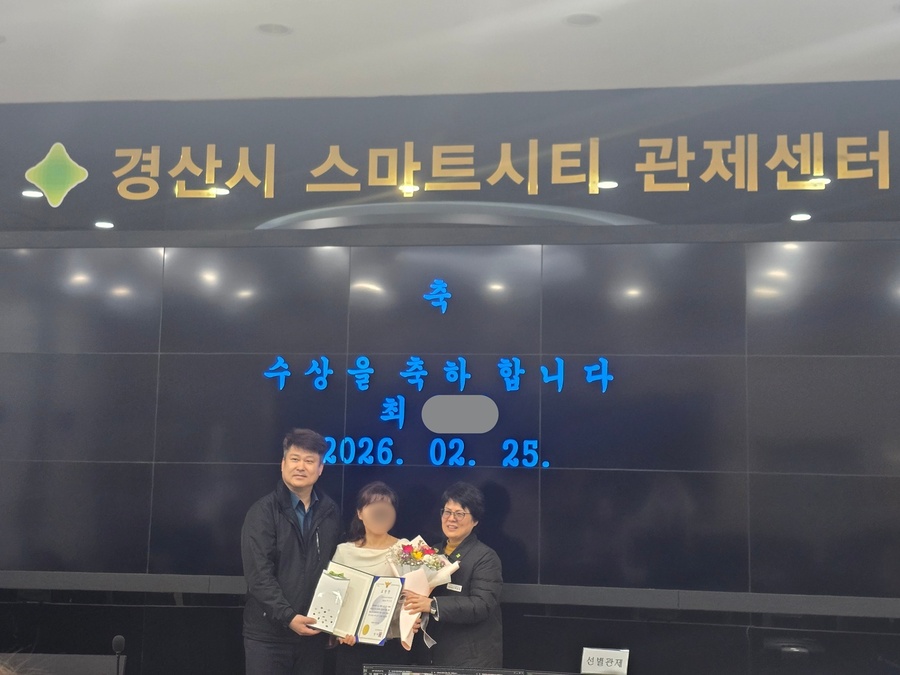 경산시 스마트시티 관제센터
축
수상을 축하 합니다
최
2026. 02. 25.
선별관제